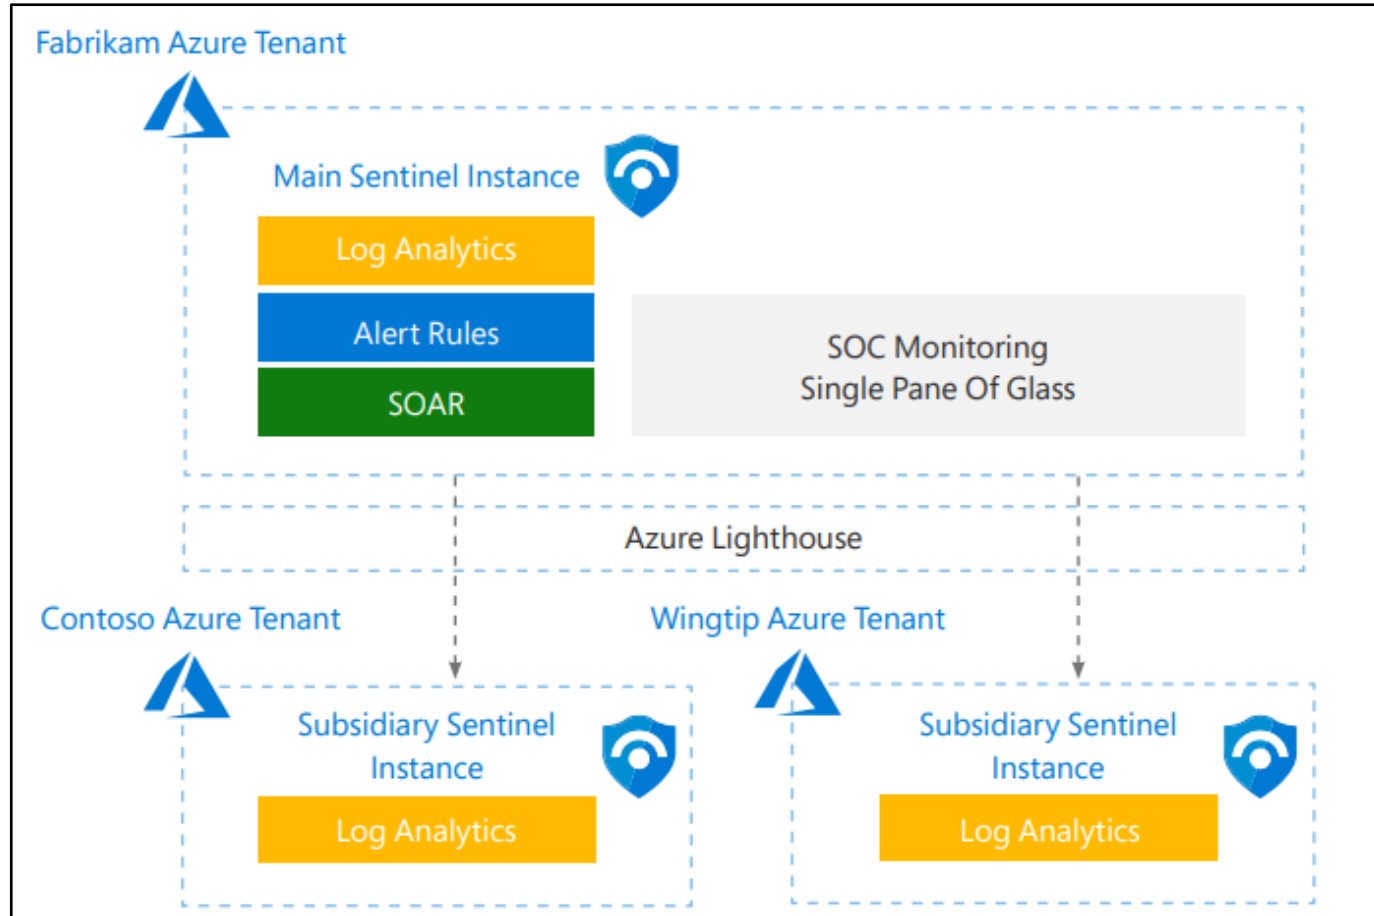 Fabrikam Azure Tenant
Main Sentinel Instance
Log Analytics
Alert Rules
SOAR
SOC Monitoring
Single Pane Of Glass
Azure Lighthouse
Contoso Azure Tenant
Wingtip Azure Tenant
Subsidiary Sentinel
Instance
Log Analytics
Subsidiary Sentinel
Instance
Log Analytics